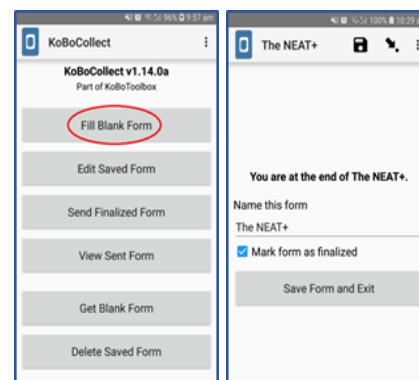 96% 9:57 am
KoBoCollect
KoBoCollect v1.14.0a
Part of KoBoToolbox
Fill Blank Form
Edit Saved Form
Send Finalized Form
View Sent Form
Get Blank Form
Delete Saved Form
100% 10:29
The NEAT+
You are at the end of The NEAT+.
Name this form
The NEAT+
Mark form as finalized
Save Form and Exit